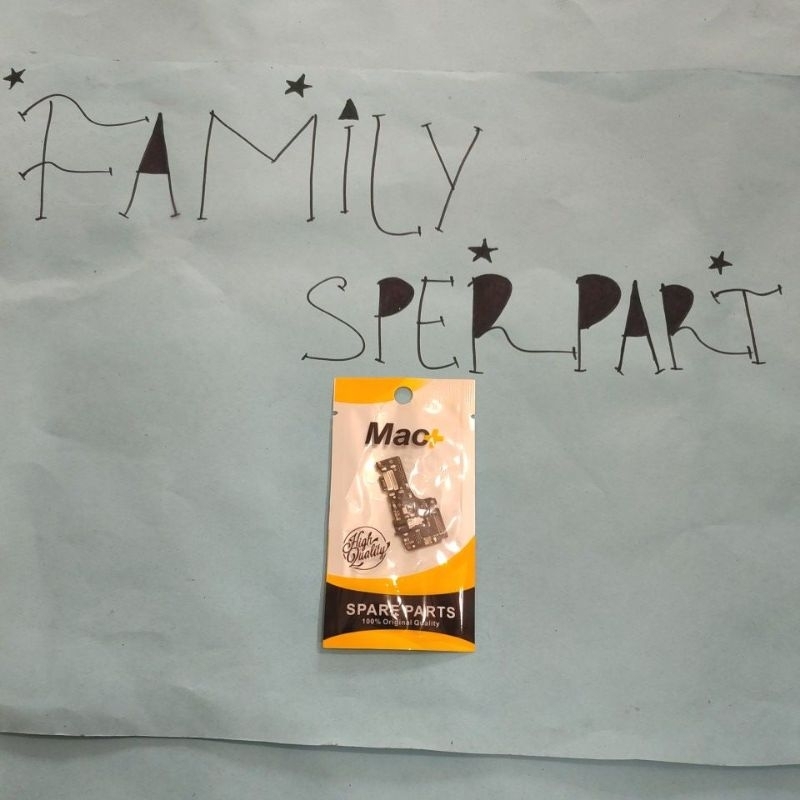 FAMILY
SPERPART
Mac+
High
Quality
SPARE PARTS
100% Original Quality